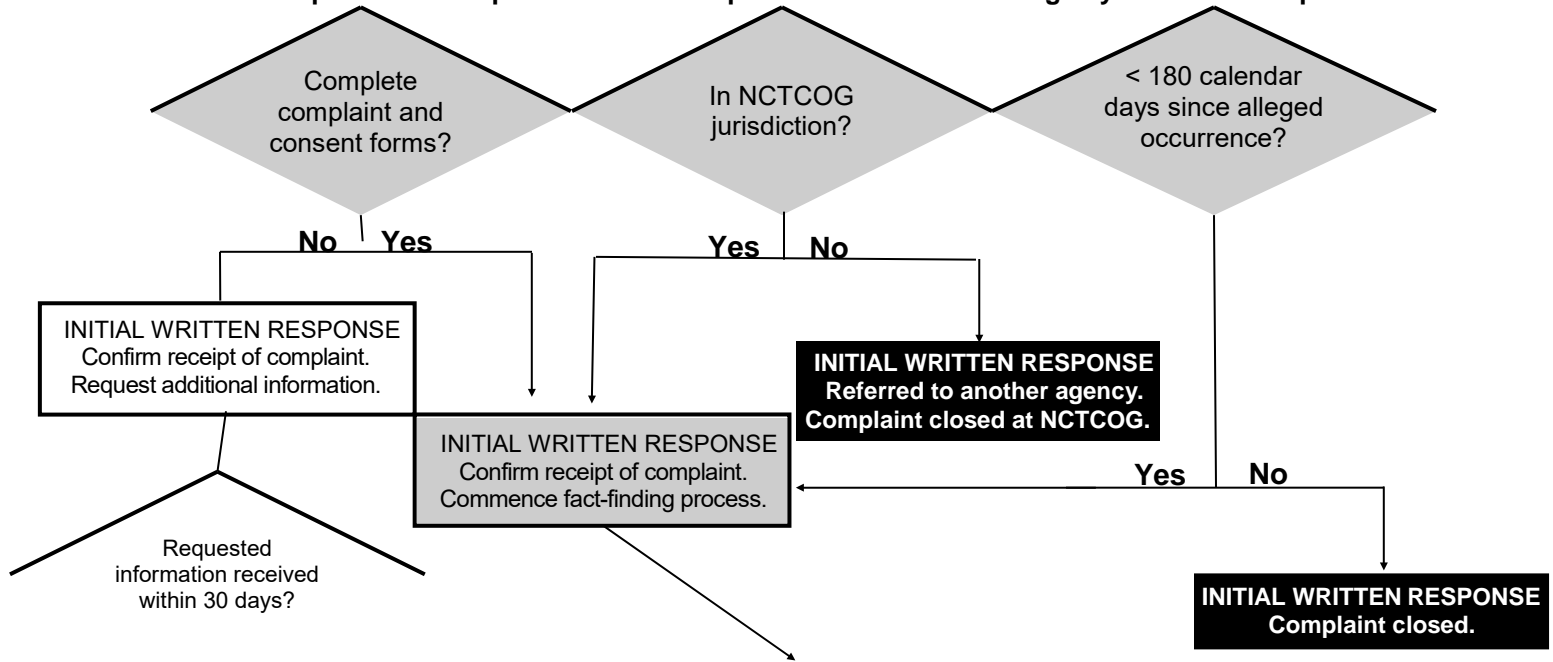 Complete
complaint and
consent forms?
In NCTCOG
jurisdiction?
< 180 calendar
days since alleged
occurrence?
No Yes
Yes No
INITIAL WRITTEN RESPONSE
Confirm receipt of complaint.
Request additional information.
INITIAL WRITTEN RESPONSE
Referred to another agency.
Complaint closed at NCTCOG.
INITIAL WRITTEN RESPONSE
Confirm receipt of complaint.
Commence fact-finding process.
Yes No
Requested
information received
within 30 days?
INITIAL WRITTEN RESPONSE
Complaint closed.